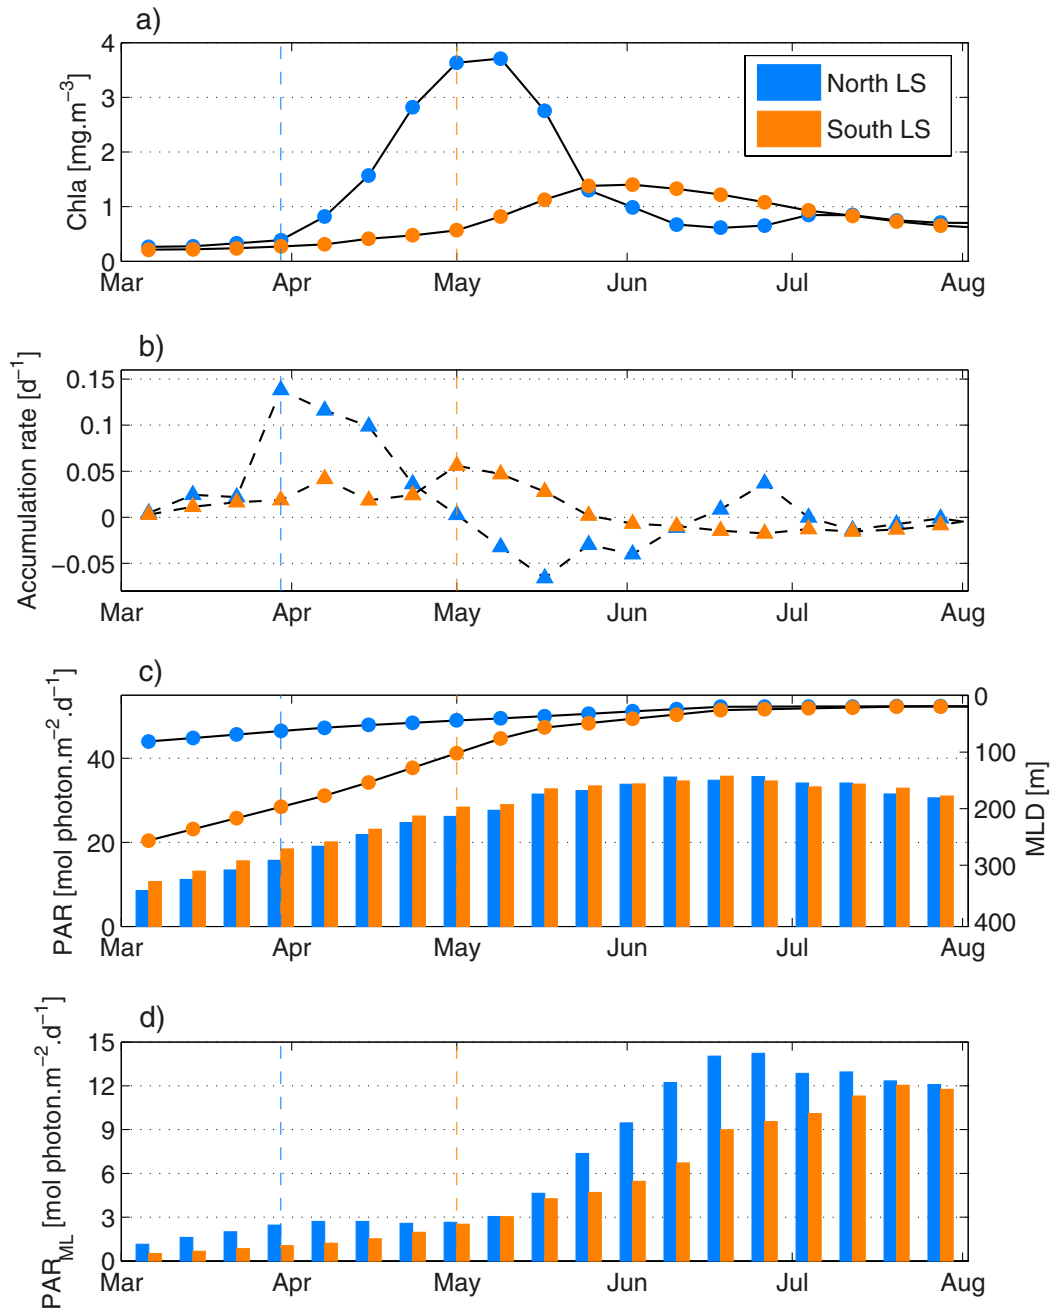 a)
Chla [mg.m⁻³]
4
3
2
1
0
North LS
South LS
Mar Apr May Jun Jul Aug
b)
Accumulation rate [d⁻¹]
0.15
0.1
0.05
0
−0.05
Mar Apr May Jun Jul Aug
c)
PAR [mol photon.m⁻².d⁻¹]
40
20
0
0
100
200
300
400
MLD [m]
Mar Apr May Jun Jul Aug
d)
PAR_ML [mol photon.m⁻².d⁻¹]
15
12
9
6
3
0
Mar Apr May Jun Jul Aug